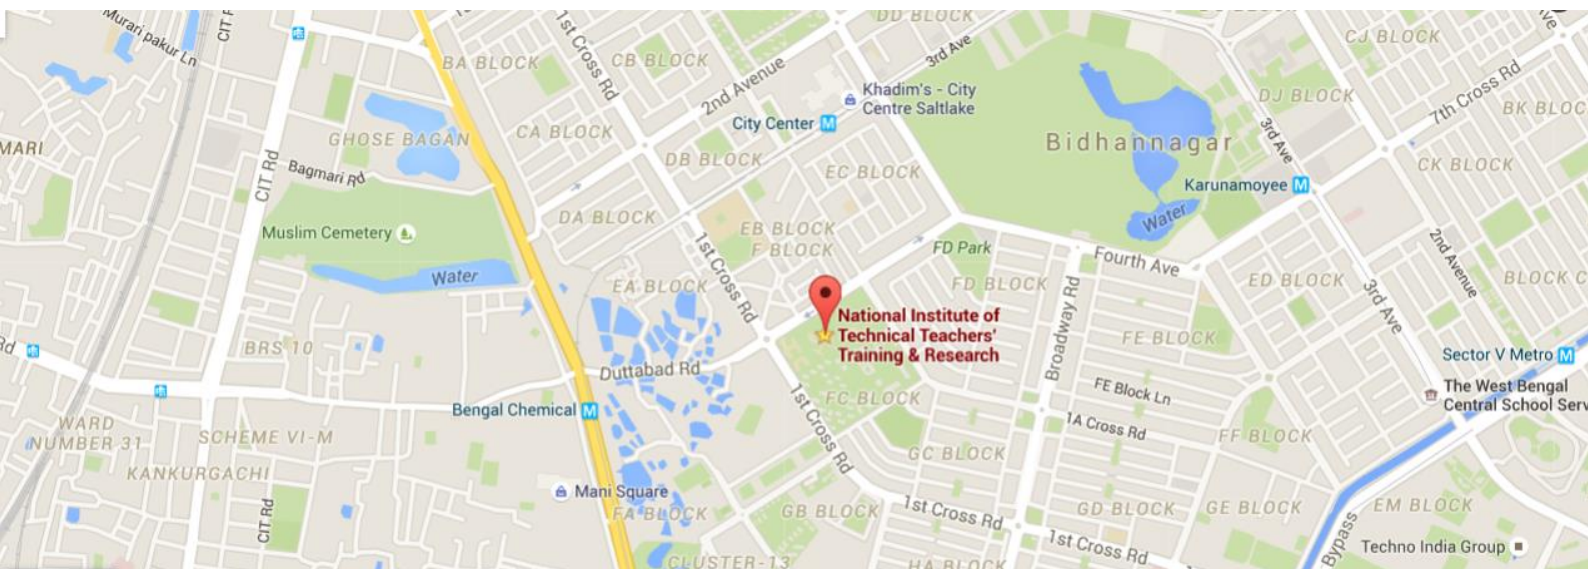 Murari pakur Ln
CIT R
1st Cross Rd
BA BLOCK
CB BLOCK
DD BLOCK
3rd Ave
CJ BLOCK
2nd Avenue
Khadim's - City
Centre Saltlake
City Center
M
DJ BLOCK
7th Cross Rd
BK BLOC
MARI
GHOSE BAGAN
CA BLOCK
DB BLOCK
Bidhannagar
3rd Ave
CK BLOCK
CIT Rd
Bagmari Rd
EC BLOCK
Karunamoyee
M
Muslim Cemetery
DA BLOCK
EB BLOCK
F BLOCK
Water
2nd Avenue
1st Cross Rd
FD Park
Fourth Ave
Water
EA BLOCK
FD BLOCK
ED BLOCK
BLOCK C
3rd Ave
National Institute of
Technical Teachers'
Training & Research
Broadway Rd
FE BLOCK
Rd
BRS 10
Duttabad Rd
Sector V Metro
M
FE Block Ln
The West Bengal
Central School Serv
Bengal Chemical
M
FC BLOCK
1A Cross Rd
WARD
NUMBER 31
SCHEME VI-M
1st Cross Rd
FF BLOCK
GC BLOCK
KANKURGACHI
Mani Square
CIT Rd
FA BLOCK
GB BLOCK
1st Cross Rd
GD BLOCK
GE BLOCK
EM BLOCK
Bypass
Techno India Group
1st Cross Rd
CLUSTER-13
HA BLOCK